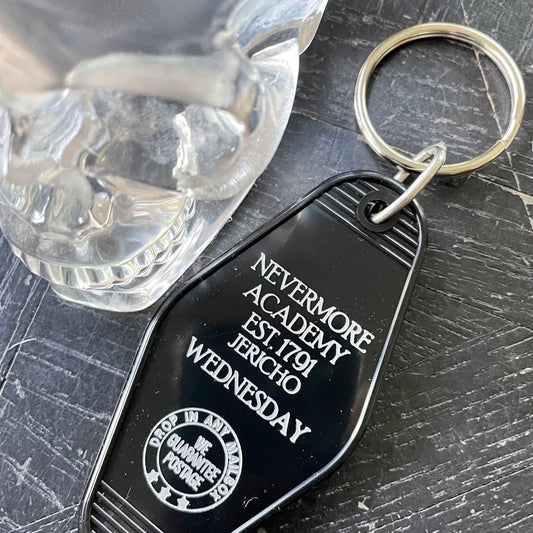 NEVERMORE
ACADEMY
EST. 1791
JERICHO
WEDNESDAY
DROP IN ANY MAILBOX
WE
GUARANTEE
POSTAGE